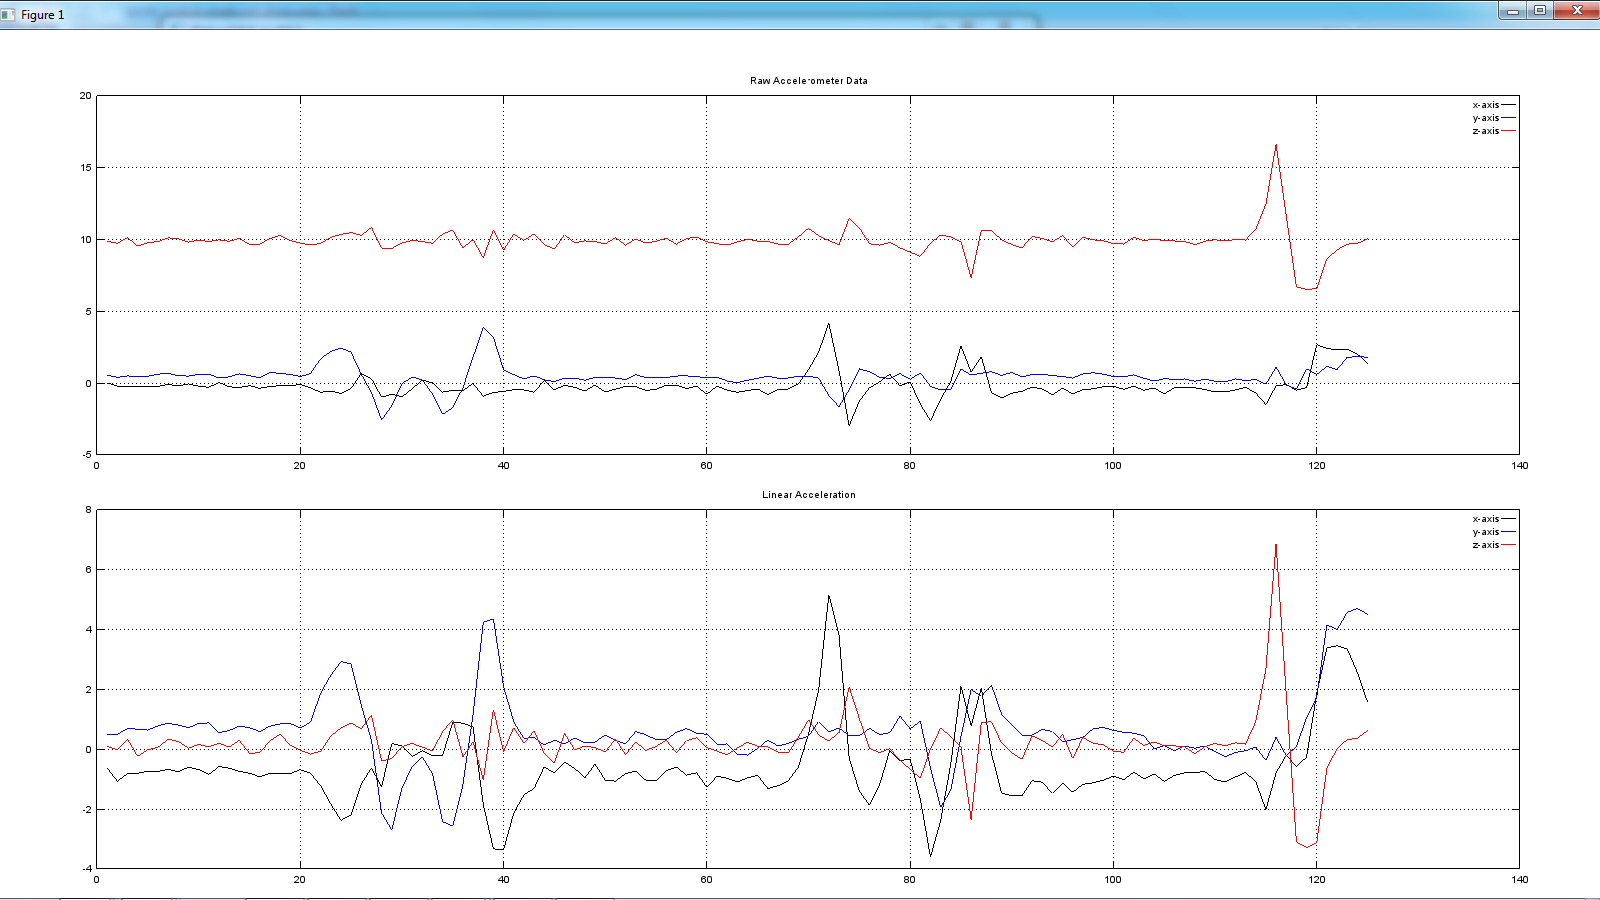 Figure 1
Raw Accelerometer Data
x-axis
y-axis
z-axis
20
15
10
5
0
-5
0 20 40 60 80 100 120 140
Linear Acceleration
x-axis
y-axis
z-axis
8
6
4
2
0
-2
-4
0 20 40 60 80 100 120 140